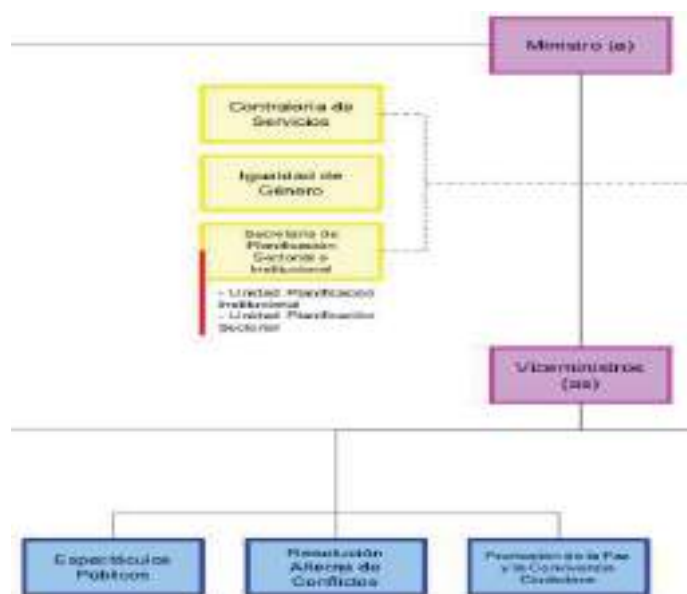 Ministro (a)
Contraloría de
Servicios
Igualdad de
Género
Secretaría de
Planificación
Sectorial e
Institucional
- Unidad Planificación
Institucional
- Unidad Planificación
Sectorial
Viceministros
(as)
Espectáculos
Públicos
Resolución
Alterna de
Conflictos
Promoción de la Paz
y la Convivencia
Ciudadana